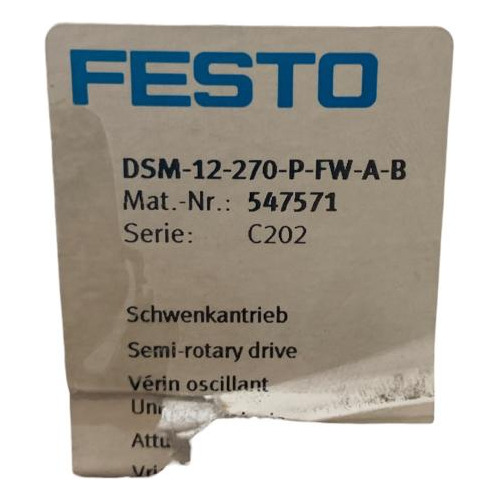 FESTO
DSM-12-270-P-FW-A-B
Mat.-Nr.: 547571
Serie: C202
Schwenkantrieb
Semi-rotary drive
Vérin oscillant